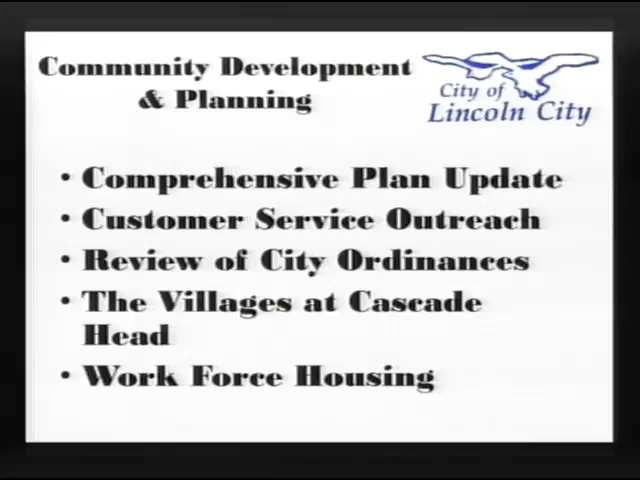 Community Development
& Planning
City of
Lincoln City
• Comprehensive Plan Update
• Customer Service Outreach
• Review of City Ordinances
• The Villages at Cascade
Head
• Work Force Housing